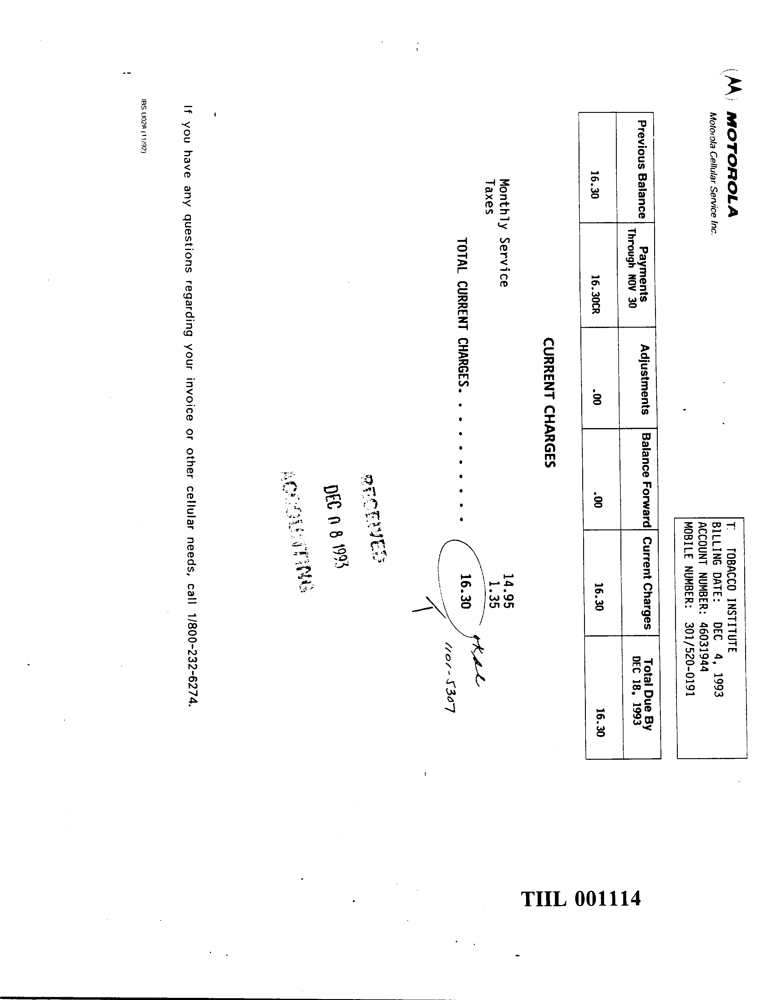 MOTOROLA
Motorola Cellular Service Inc.
T TOBACCO INSTITUTE
BILLING DATE: DEC 4, 1993
ACCOUNT NUMBER: 46031944
MOBILE NUMBER: 301/520-0191
Previous Balance | Payments Through NOV 30 | Adjustments | Balance Forward | Current Charges | Total Due By DEC 18, 1993
16.30 | 16.30CR | .00 | .00 | 16.30 | 16.30
CURRENT CHARGES
Monthly Service 14.95
Taxes 1.35
TOTAL CURRENT CHARGES. . . . . . . . . . 16.30
1101-5307
RECEIVED
DEC 08 1993
ACCOUNTING
If you have any questions regarding your invoice or other cellular needs, call 1/800-232-6274.
TIIL 001114